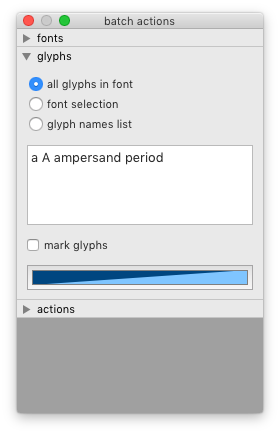 batch actions
fonts
glyphs
all glyphs in font
font selection
glyph names list
a A ampersand period
mark glyphs
actions